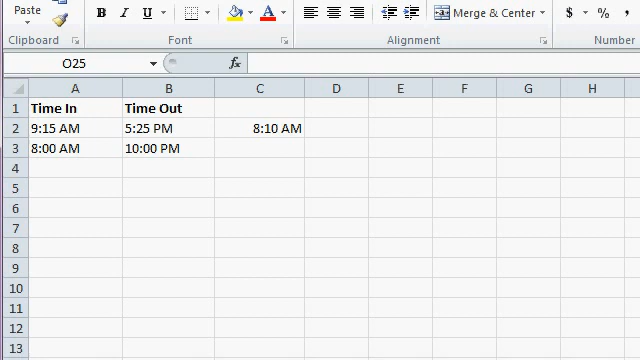 Paste
B I U
A
Merge & Center
$ % ,
Clipboard Font Alignment Number
O25 fx
A B C D E F G H
1 Time In Time Out
2 9:15 AM 5:25 PM 8:10 AM
3 8:00 AM 10:00 PM
4
5
6
7
8
9
10
11
12
13